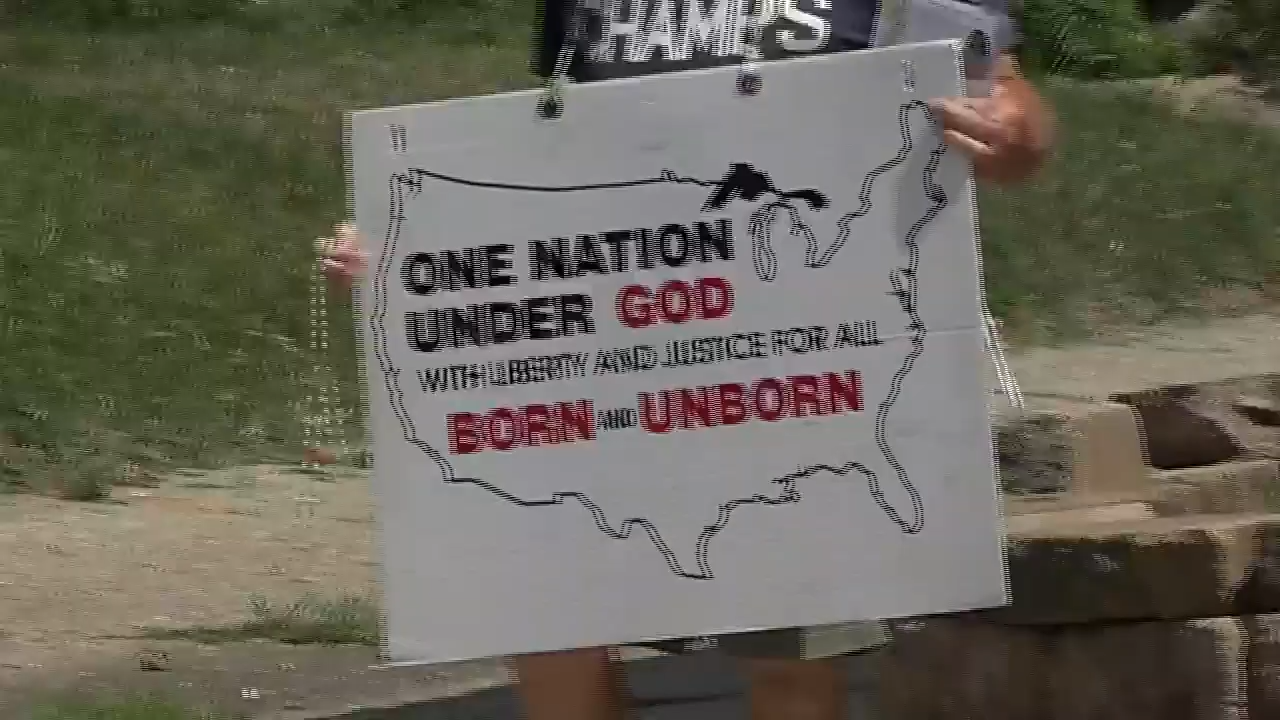 CHAMPS
ONE NATION
UNDER GOD
WITH LIBERTY AND JUSTICE FOR ALL
BORN AND UNBORN